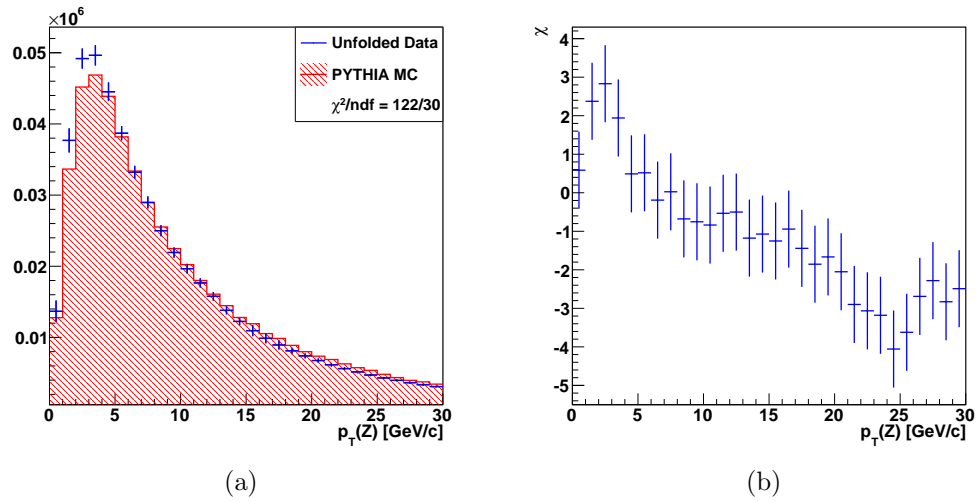 ×10⁶
0.05
0.04
0.03
0.02
0.01
0 5 10 15 20 25 30
p_T(Z) [GeV/c]
Unfolded Data
PYTHIA MC
χ²/ndf = 122/30
(a)
χ
4
3
2
1
0
-1
-2
-3
-4
-5
0 5 10 15 20 25 30
p_T(Z) [GeV/c]
(b)